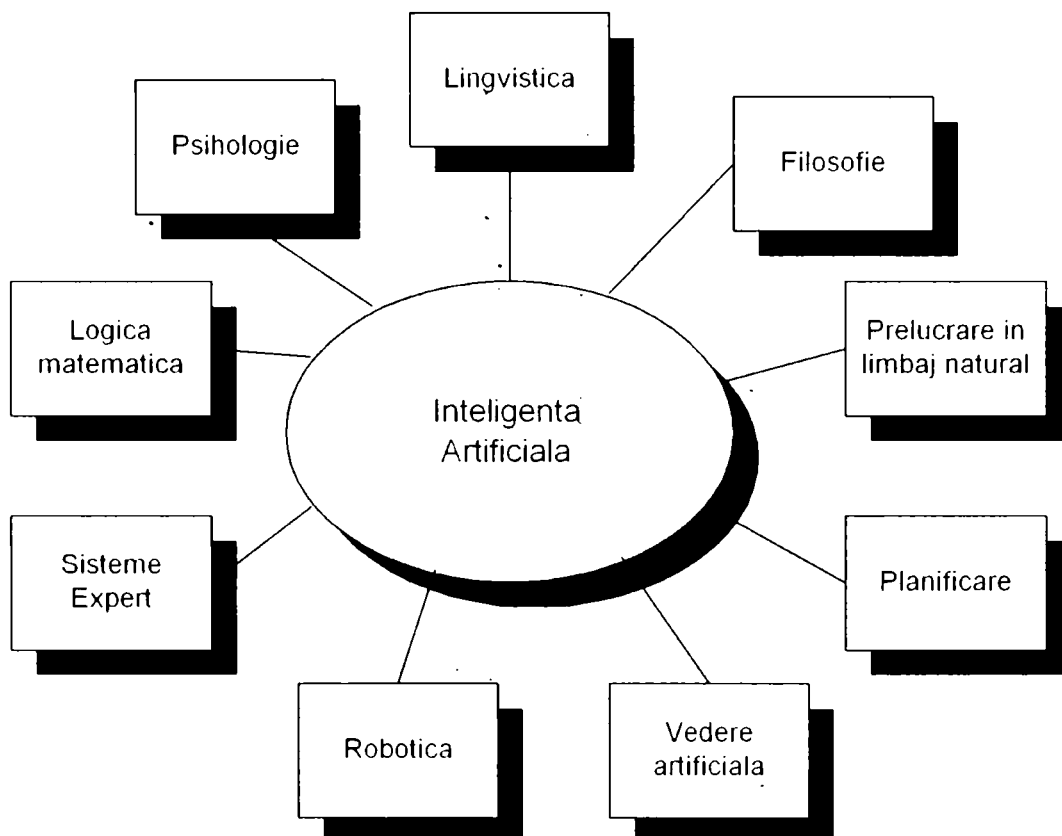 Lingvistica
Psihologie
Filosofie
Logica
matematica
Prelucrare in
limbaj natural
Inteligenta
Artificiala
Sisteme
Expert
Planificare
Robotica
Vedere
artificiala